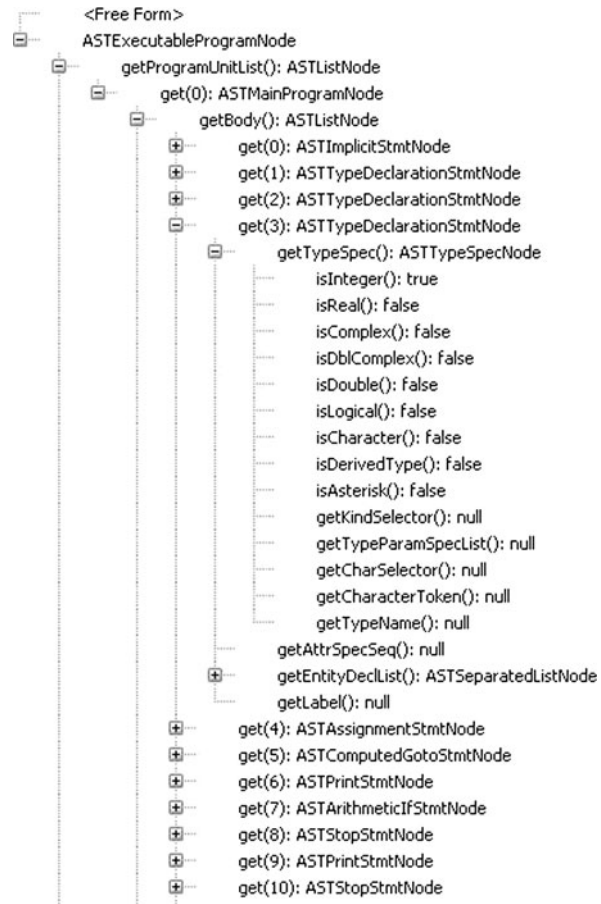 <Free Form>
ASTExecutableProgramNode
getProgramUnitList(): ASTListNode
get(0): ASTMainProgramNode
getBody(): ASTListNode
get(0): ASTImplicitStmtNode
get(1): ASTTypeDeclarationStmtNode
get(2): ASTTypeDeclarationStmtNode
get(3): ASTTypeDeclarationStmtNode
getTypeSpec(): ASTTypeSpecNode
isInteger(): true
isReal(): false
isComplex(): false
isDblComplex(): false
isDouble(): false
isLogical(): false
isCharacter(): false
isDerivedType(): false
isAsterisk(): false
getKindSelector(): null
getTypeParamSpecList(): null
getCharSelector(): null
getCharacterToken(): null
getTypeName(): null
getAttrSpecSeq(): null
getEntityDeclList(): ASTSeparatedListNode
getLabel(): null
get(4): ASTAssignmentStmtNode
get(5): ASTComputedGotoStmtNode
get(6): ASTPrintStmtNode
get(7): ASTArithmeticIfStmtNode
get(8): ASTStopStmtNode
get(9): ASTPrintStmtNode
get(10): ASTStopStmtNode